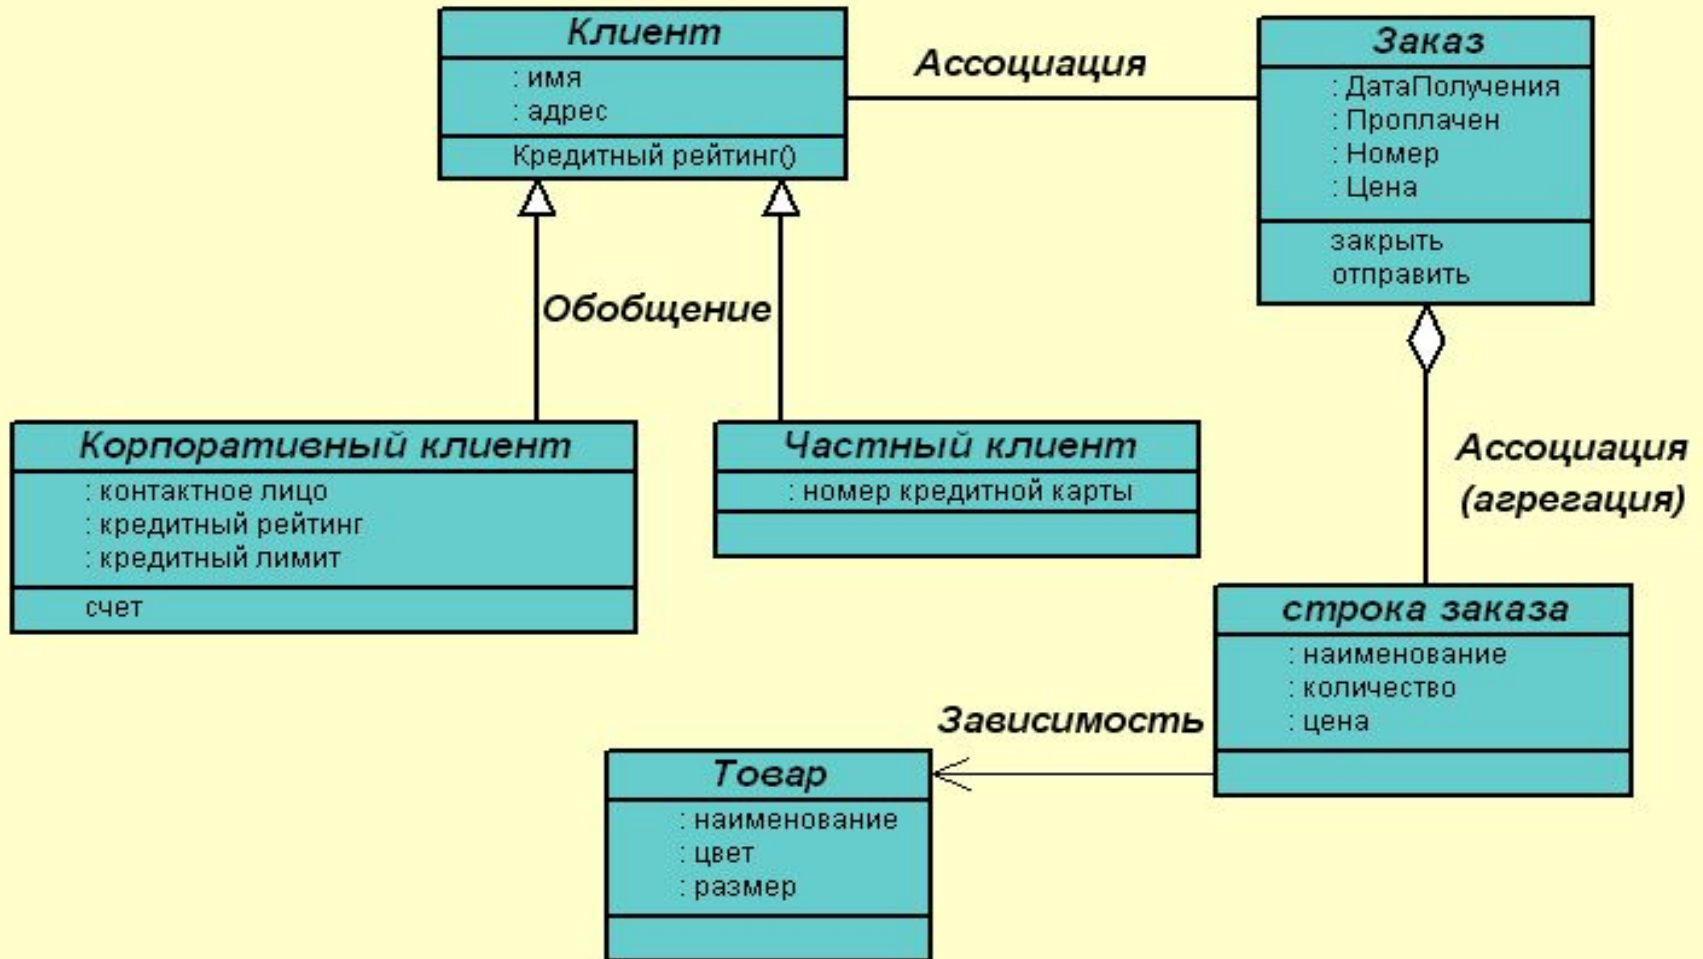 Клиент
: имя
: адрес
Кредитный рейтинг()
Ассоциация
Заказ
: ДатаПолучения
: Проплачен
: Номер
: Цена
закрыть
отправить
Обобщение
Корпоративный клиент
: контактное лицо
: кредитный рейтинг
: кредитный лимит
счет
Частный клиент
: номер кредитной карты
Ассоциация
(агрегация)
строка заказа
: наименование
: количество
: цена
Зависимость
Товар
: наименование
: цвет
: размер